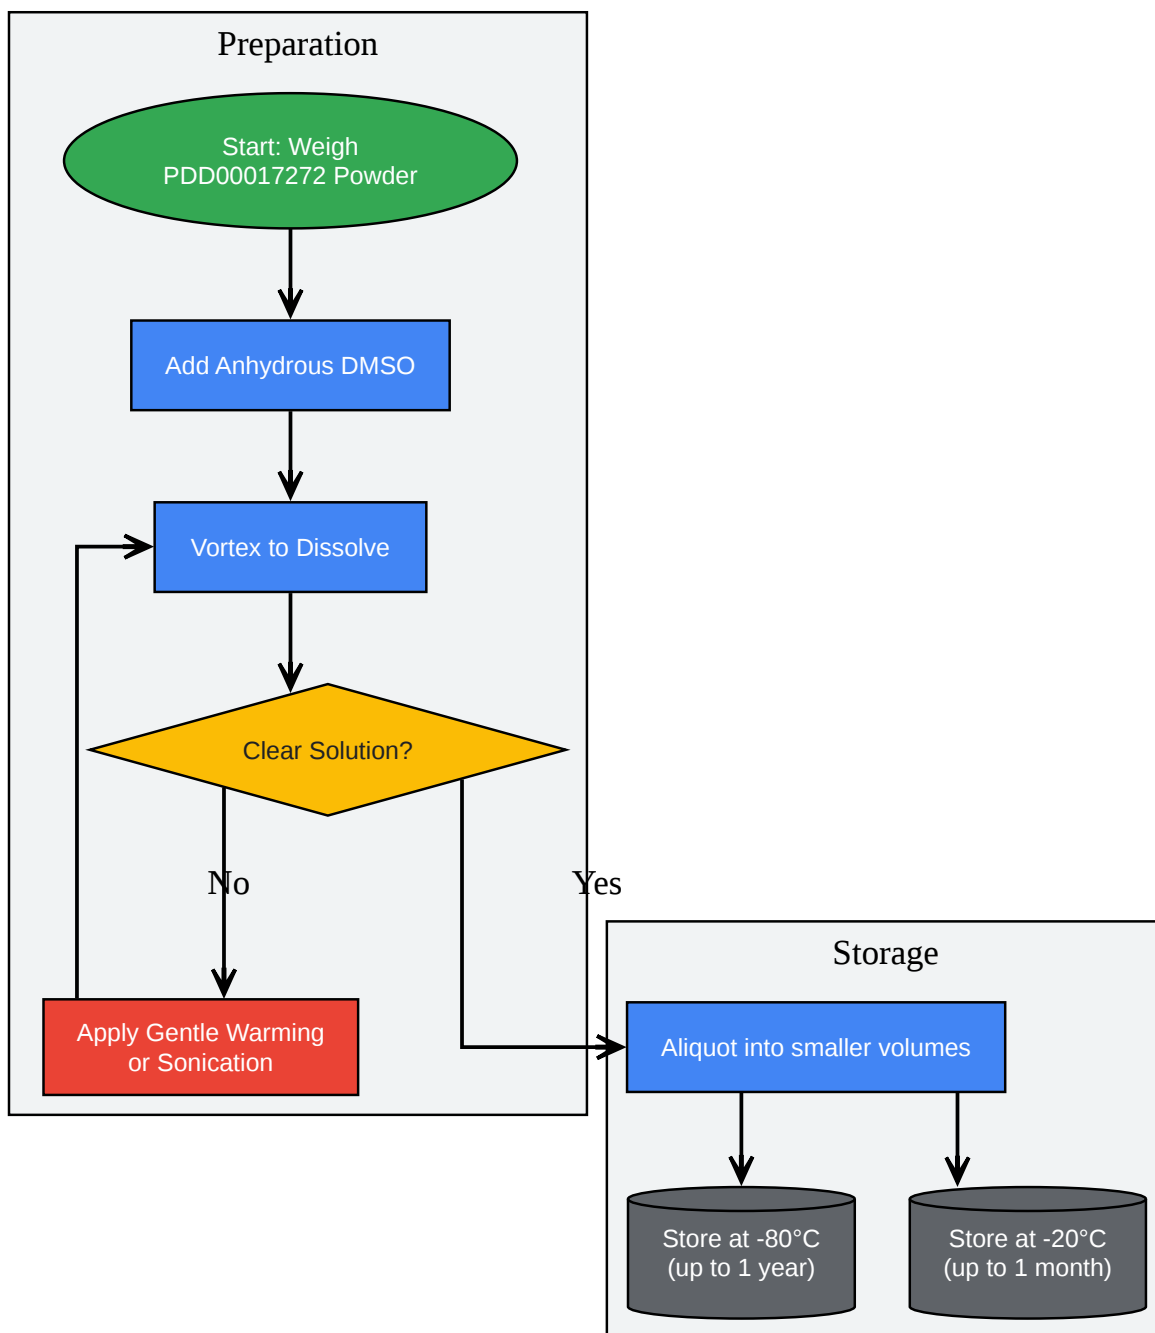 Preparation
Start: Weigh
PDD00017272 Powder
Add Anhydrous DMSO
Vortex to Dissolve
Clear Solution?
No
Yes
Apply Gentle Warming
or Sonication
Storage
Aliquot into smaller volumes
Store at -80°C
(up to 1 year)
Store at -20°C
(up to 1 month)